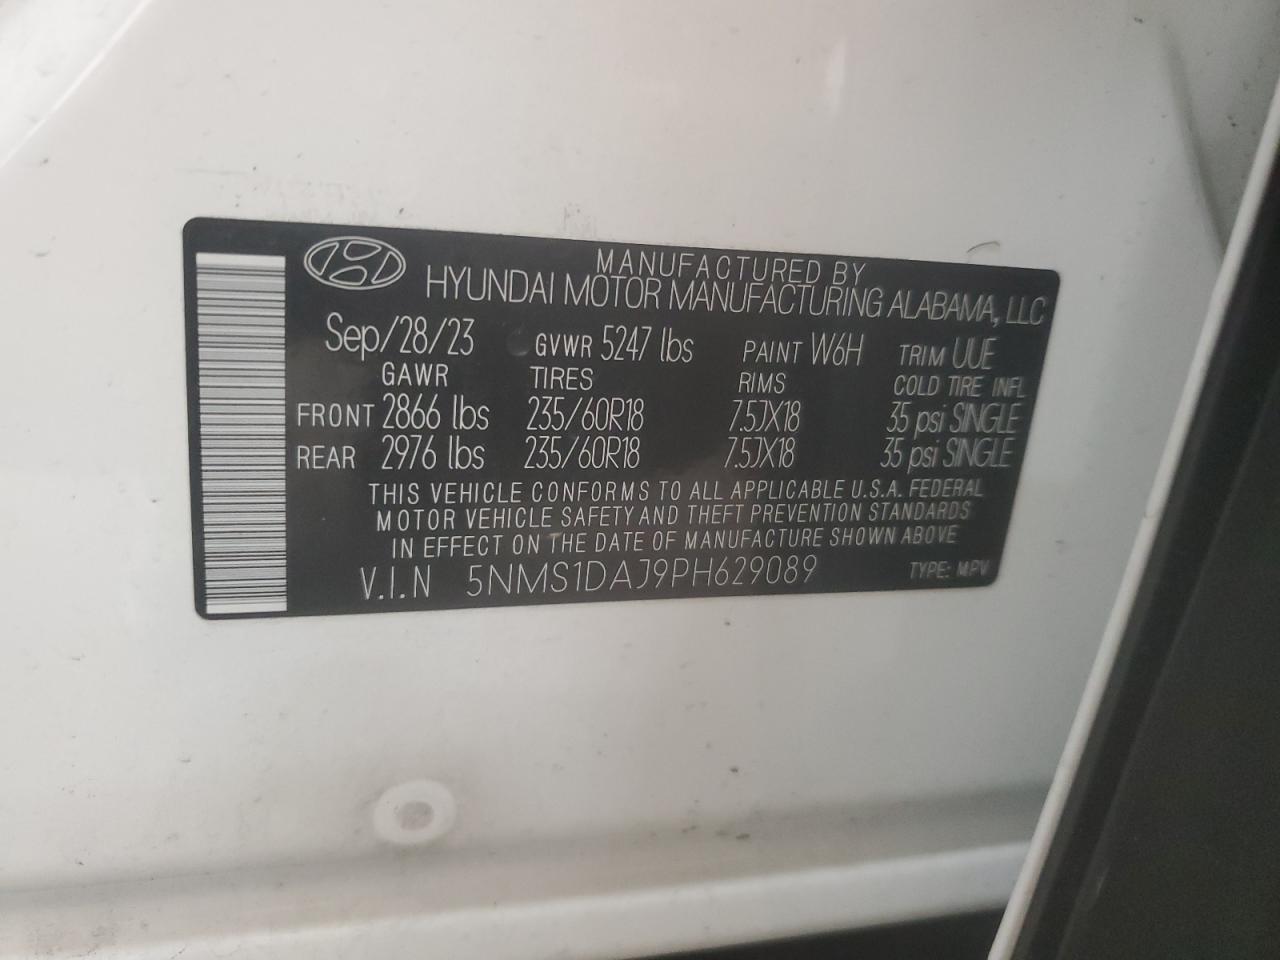 MANUFACTURED BY
HYUNDAI MOTOR MANUFACTURING ALABAMA, LLC
Sep/28/23 GVWR 5247 lbs PAINT W6H TRIM UUE
GAWR TIRES RIMS COLD TIRE INFL
FRONT 2866 lbs 235/60R18 7.5JX18 35 psi SINGLE
REAR 2976 lbs 235/60R18 7.5JX18 35 psi SINGLE
THIS VEHICLE CONFORMS TO ALL APPLICABLE U.S.A. FEDERAL
MOTOR VEHICLE SAFETY AND THEFT PREVENTION STANDARDS
IN EFFECT ON THE DATE OF MANUFACTURE SHOWN ABOVE
V.I.N 5NMS1DAJ9PH629089 TYPE: MPV